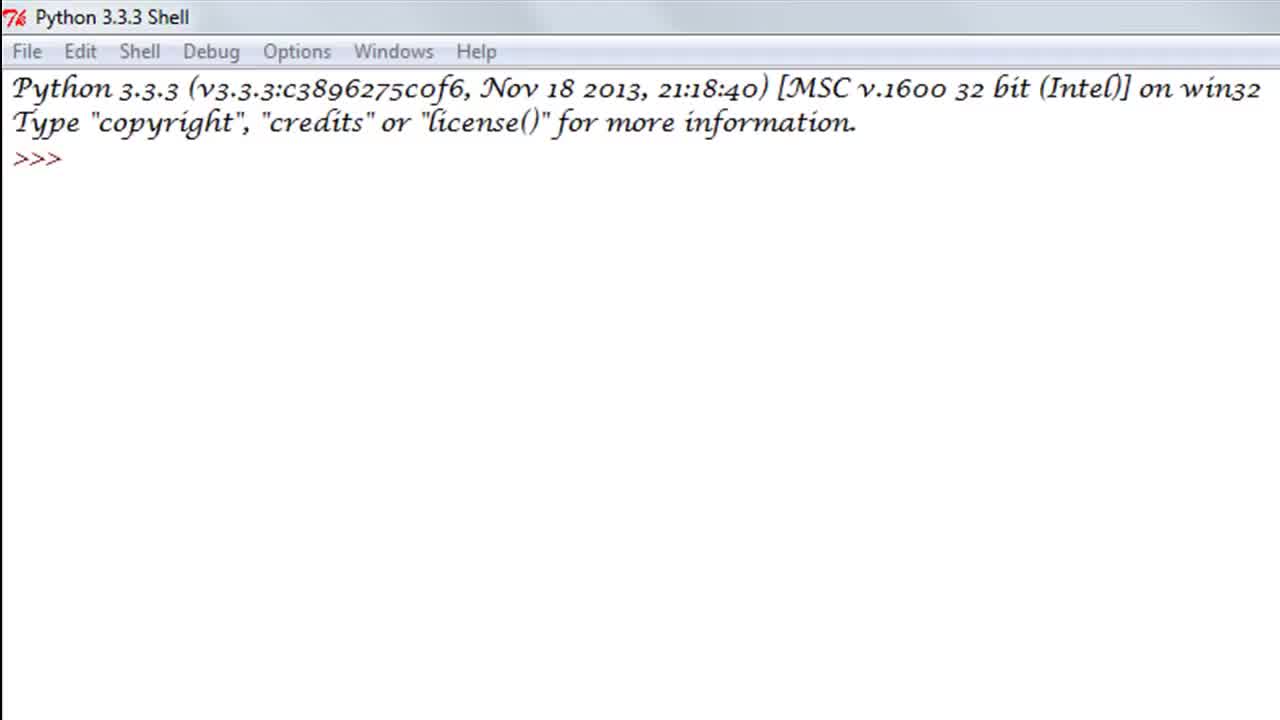 Python 3.3.3 Shell
File Edit Shell Debug Options Windows Help
Python 3.3.3 (v3.3.3:c3896275c0f6, Nov 18 2013, 21:18:40) [MSC v.1600 32 bit (Intel)] on win32
Type "copyright", "credits" or "license()" for more information.
>>>